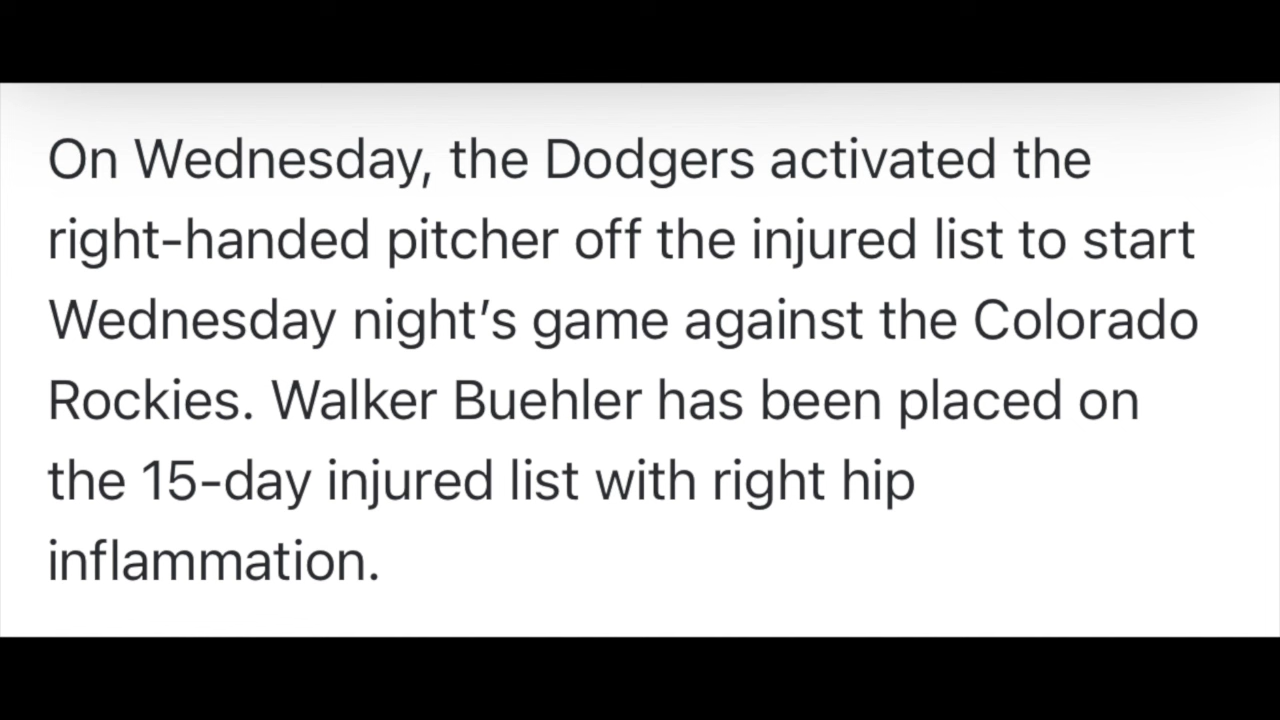 On Wednesday, the Dodgers activated the
right-handed pitcher off the injured list to start
Wednesday night’s game against the Colorado
Rockies. Walker Buehler has been placed on
the 15-day injured list with right hip
inflammation.